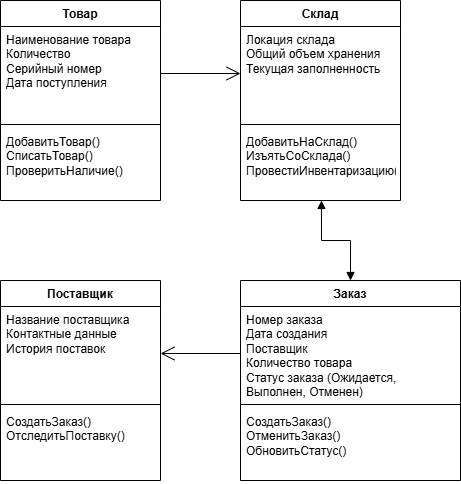 Товар
Наименование товара
Количество
Серийный номер
Дата поступления
ДобавитьТовар()
СписатьТовар()
ПроверитьНаличие()
Склад
Локация склада
Общий объем хранения
Текущая заполненность
ДобавитьНаСклад()
ИзъятьСоСклада()
ПровестиИнвентаризацию(
Поставщик
Название поставщика
Контактные данные
История поставок
СоздатьЗаказ()
ОтследитьПоставку()
Заказ
Номер заказа
Дата создания
Поставщик
Количество товара
Статус заказа (Ожидается,
Выполнен, Отменен)
СоздатьЗаказ()
ОтменитьЗаказ()
ОбновитьСтатус()